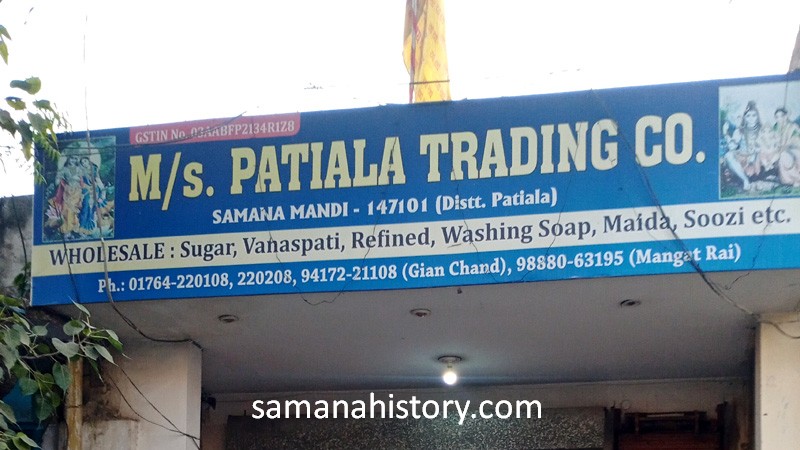 GSTIN No. 03AABFP2134R1Z8
M/s. PATIALA TRADING CO.
SAMANA MANDI - 147101 (Distt. Patiala)
WHOLESALE : Sugar, Vanaspati, Refined, Washing Soap, Maida, Soozi etc.
Ph.: 01764-220108, 220208, 94172-21108 (Gian Chand), 98880-63195 (Mangat Rai)
samanahistory.com